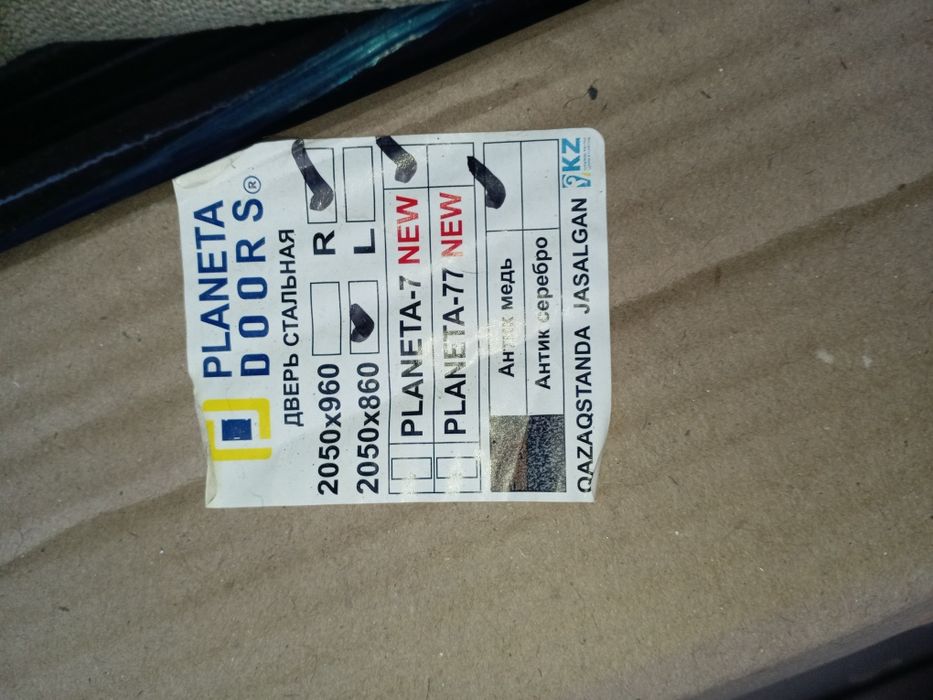 PLANETA
DOORS®
ДВЕРЬ СТАЛЬНАЯ
2050x960 R
2050x860 L
PLANETA-7 NEW
PLANETA-77 NEW
Антик медь
Антик серебро
QAZAQSTANDA JASALGAN KZ